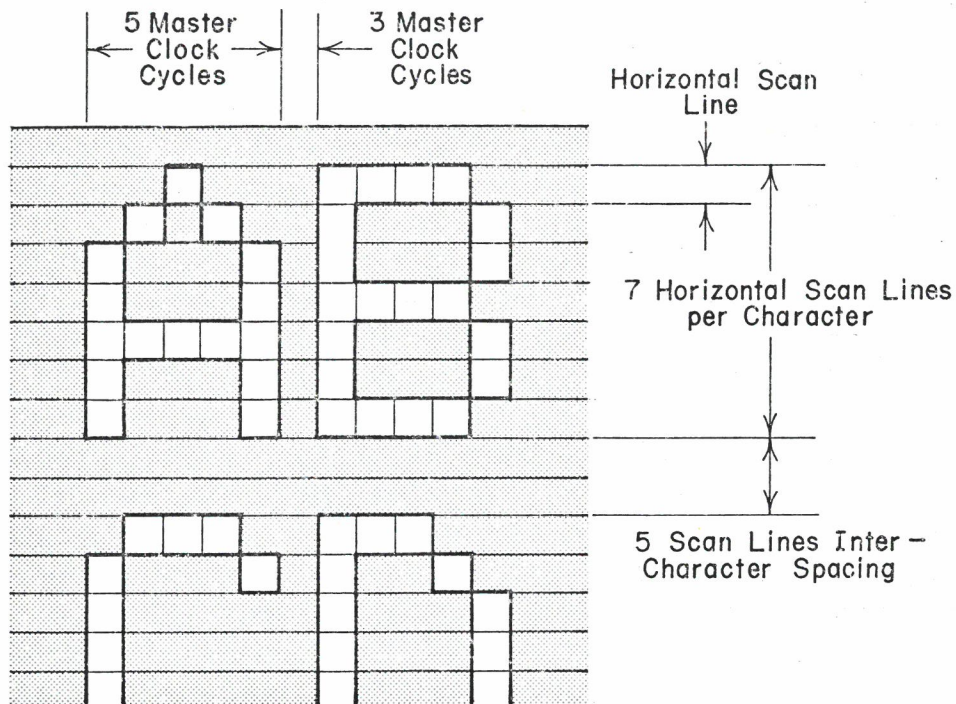 5 Master
Clock
Cycles
3 Master
Clock
Cycles
Horizontal Scan
Line
7 Horizontal Scan Lines
per Character
5 Scan Lines Inter-
Character Spacing